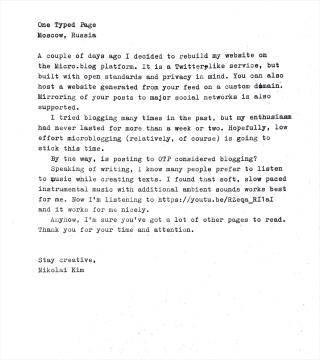 One Typed Page
Moscow, Russia
A couple of days ago I decided to rebuild my website on
the Micro.blog platform. It is a Twitter-like service, but
built with open standards and privacy in mind. You can also
host a website generated from your feed on a custom domain.
Mirroring of your posts to major social networks is also
supported.
I tried blogging many times in the past, but my enthusiasm
had never lasted for more than a week or two. Hopefully, low
effort microblogging (relatively, of course) is going to
stick this time.
By the way, is posting to OTP considered blogging?
Speaking of writing, I know many people prefer to listen
to music while creating texts. I found that soft, slow paced
instrumental music with additional ambient sounds works best
for me. Now I'm listening to https://youtu.be/RZeqa_RI1aI
and it works for me nicely.
Anyhow, I'm sure you've got a lot of other pages to read.
Thank you for your time and attention.
Stay creative,
Nikolai Kim